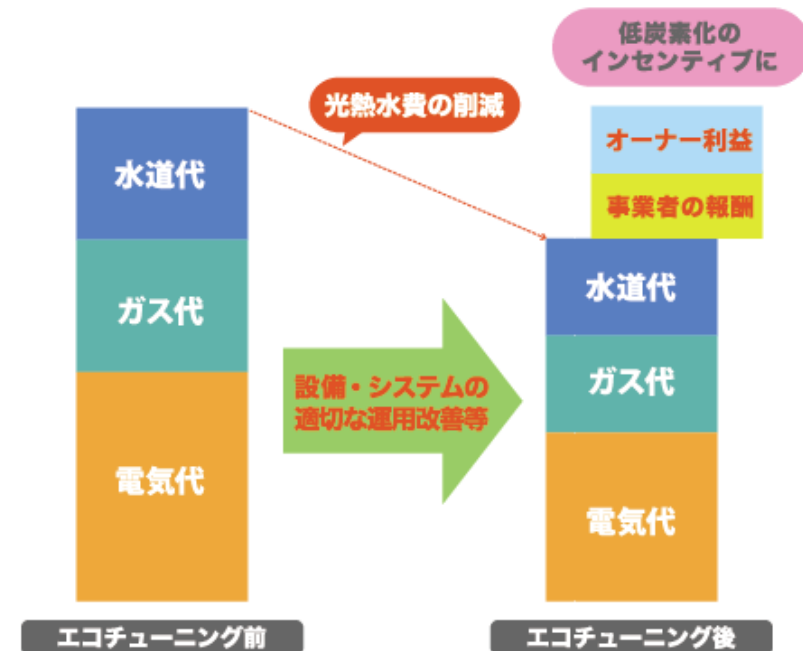 低炭素化の
インセンティブに
光熱水費の削減
オーナー利益
事業者の報酬
水道代
ガス代
電気代
設備・システムの
適切な運用改善等
水道代
ガス代
電気代
エコチューニング前
エコチューニング後